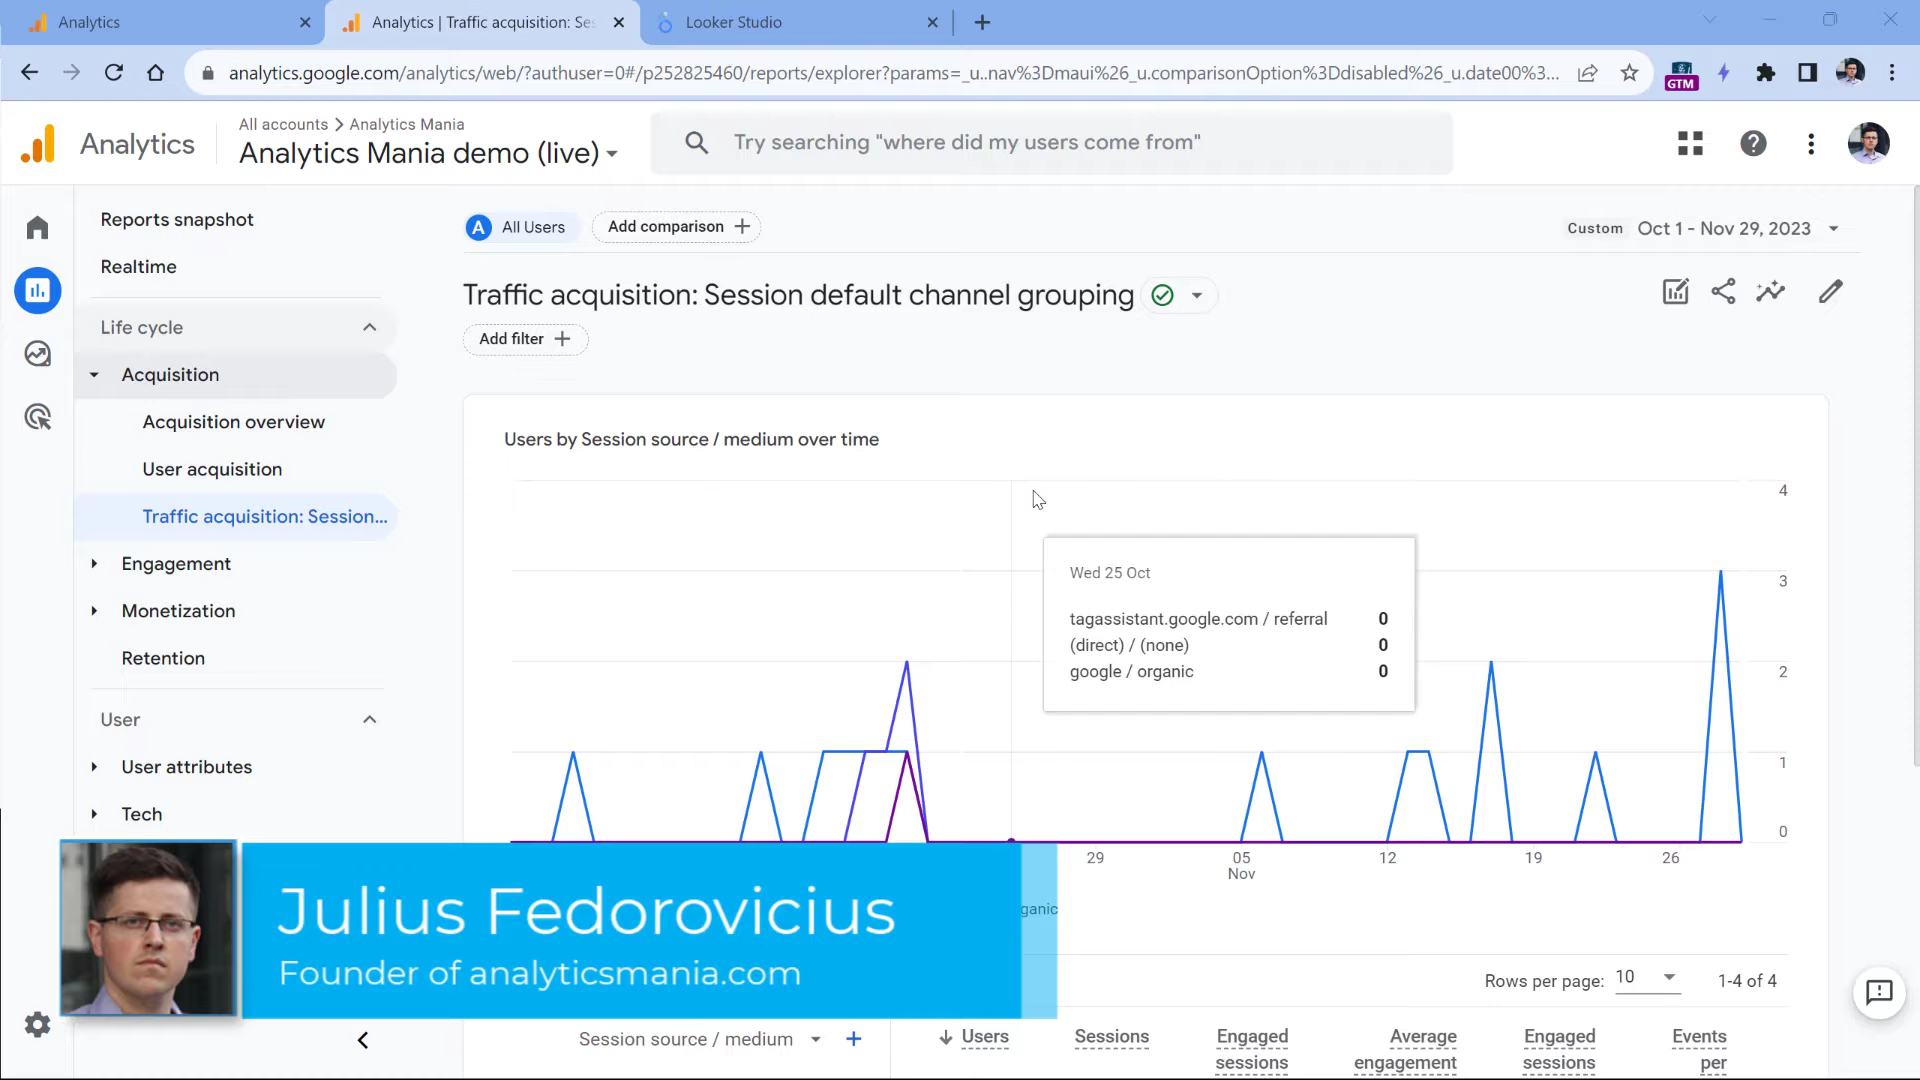 Analytics
Analytics | Traffic acquisition: Ses
Looker Studio
analytics.google.com/analytics/web/?authuser=0#/p252825460/reports/explorer?params=_u..nav%3Dmaui%26_u.comparisonOption%3Ddisabled%26_u.date00%3...
GTM
Analytics
All accounts > Analytics Mania
Analytics Mania demo (live)
Try searching "where did my users come from"
Reports snapshot
Realtime
Life cycle
Acquisition
Acquisition overview
User acquisition
Traffic acquisition: Session...
Engagement
Monetization
Retention
User
User attributes
Tech
A All Users
Add comparison +
Custom Oct 1 - Nov 29, 2023
Traffic acquisition: Session default channel grouping
Add filter +
Users by Session source / medium over time
4
3
2
1
0
Wed 25 Oct
tagassistant.google.com / referral 0
(direct) / (none) 0
google / organic 0
29
05
Nov
12
19
26
ganic
Julius Fedorovicius
Founder of analyticsmania.com
Rows per page: 10 1-4 of 4
Session source / medium
Users
Sessions
Engaged
sessions
Average
engagement
Engaged
sessions
Events
per